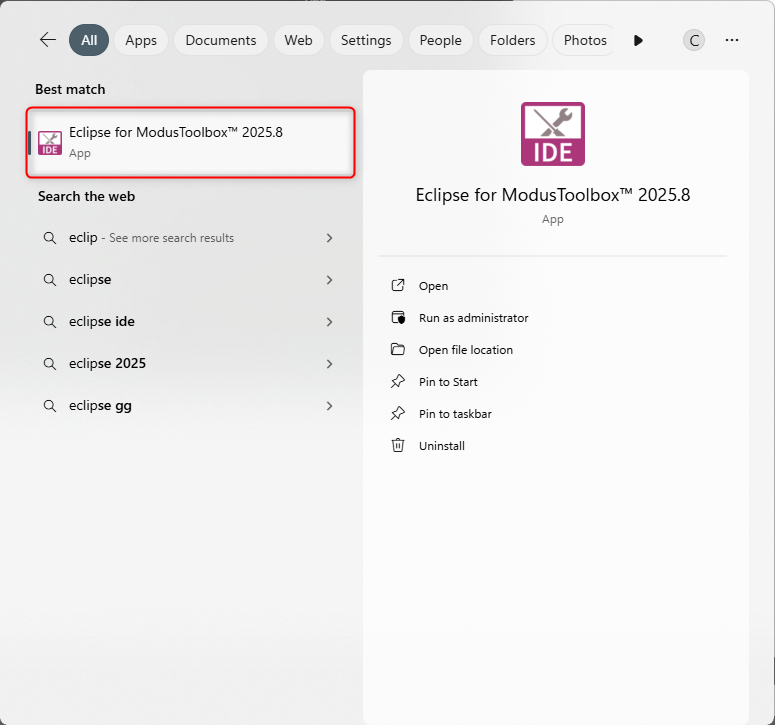 All Apps Documents Web Settings People Folders Photos C
Best match
Eclipse for ModusToolbox™ 2025.8
App
Search the web
eclip - See more search results
eclipse
eclipse ide
eclipse 2025
eclipse gg
IDE
IDE
Eclipse for ModusToolbox™ 2025.8
App
Open
Run as administrator
Open file location
Pin to Start
Pin to taskbar
Uninstall